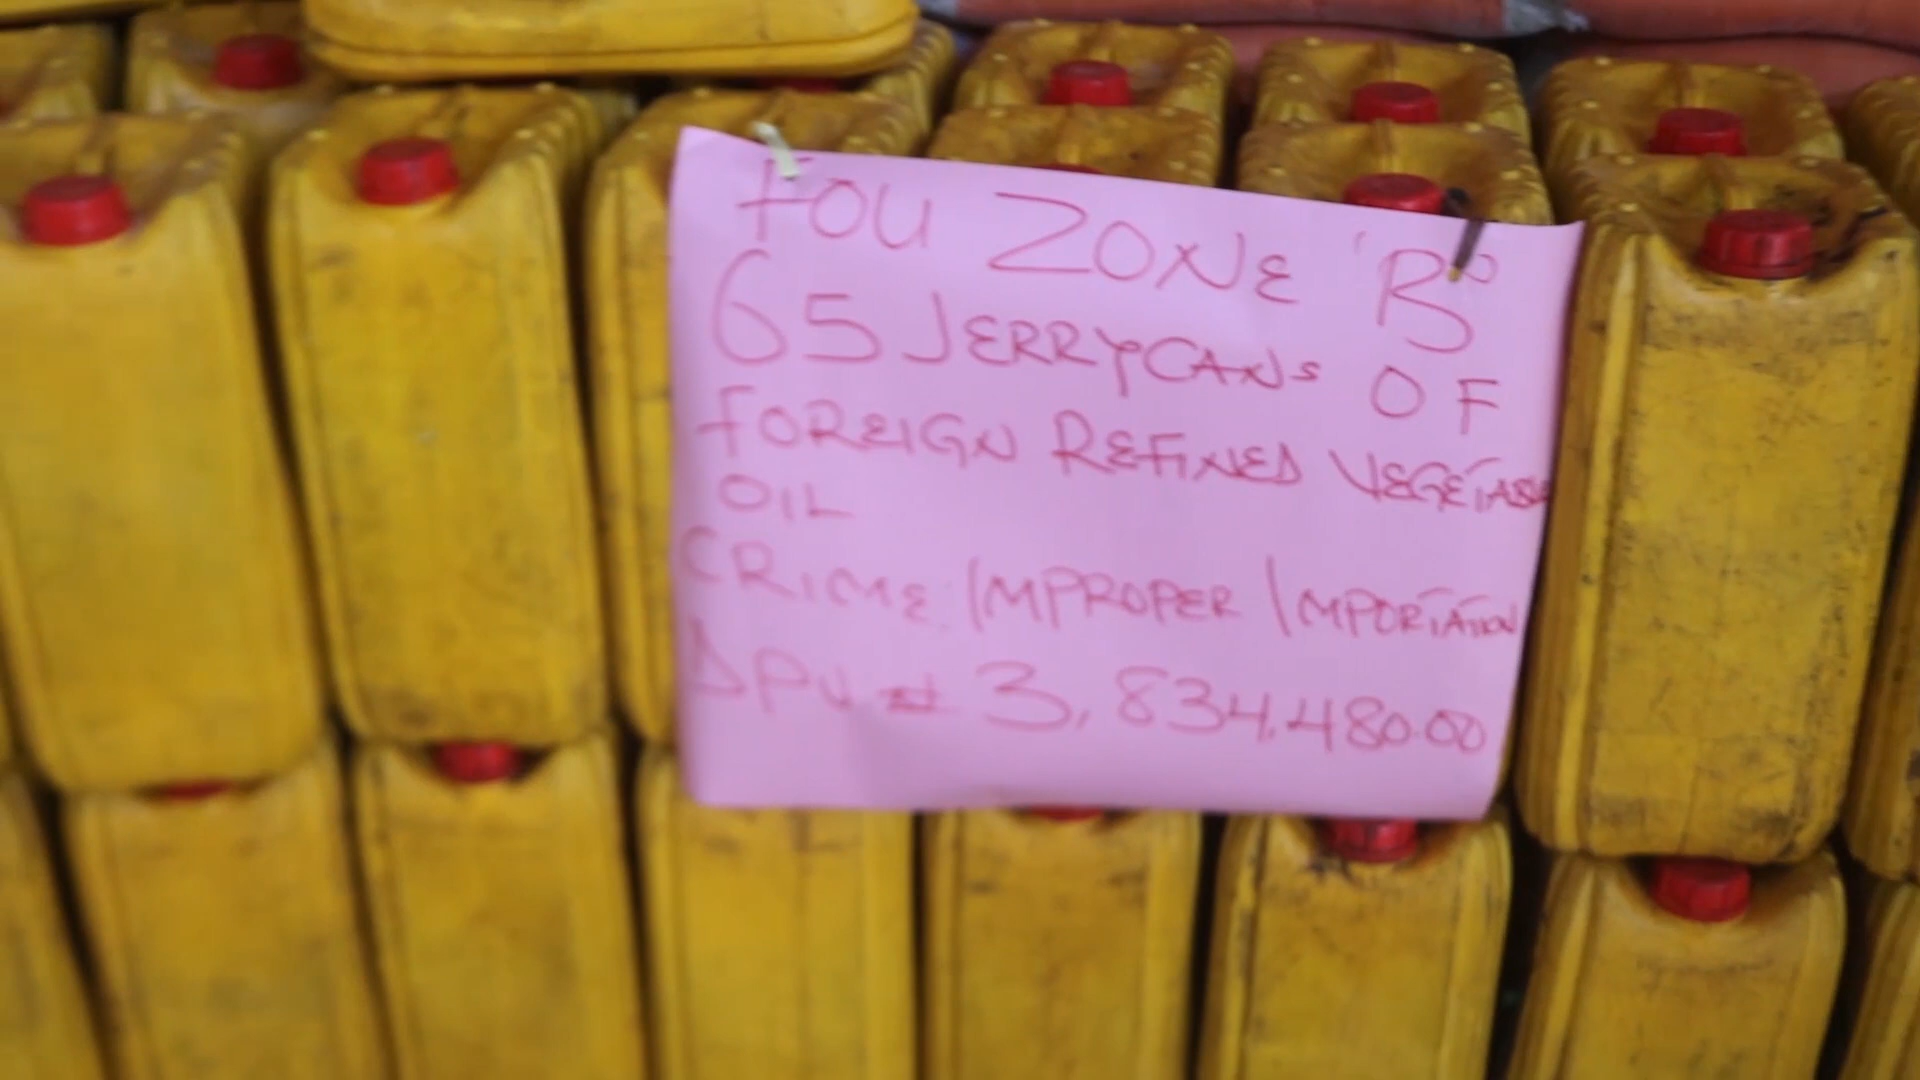 FOU ZONE 'B'
65 JERRYCANS OF
FOREIGN REFINED VEGETABLE
OIL
CRIME IMPROPER IMPORTATION
DPV ₦ 3,834,480.00